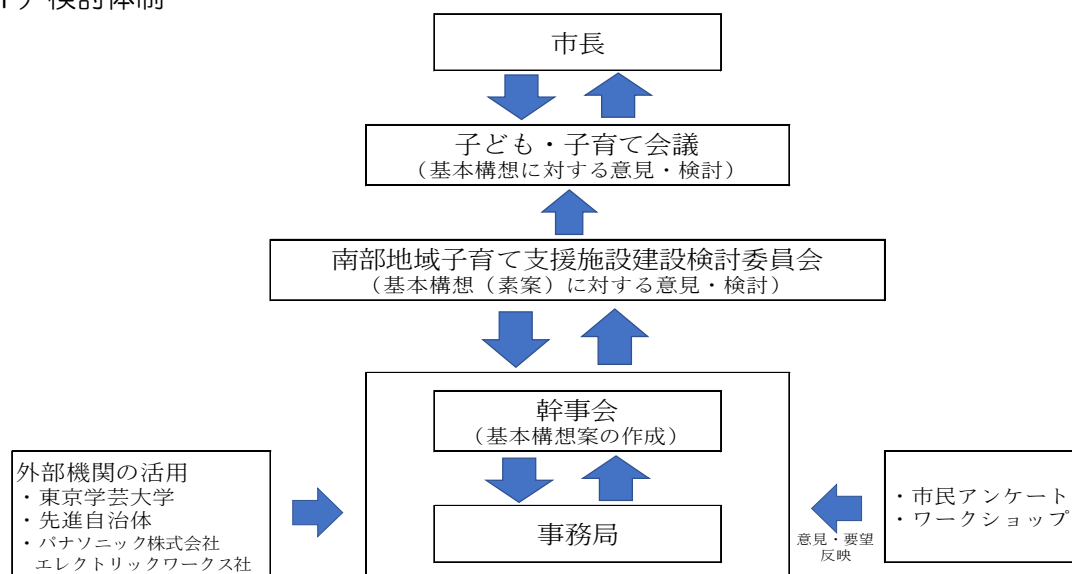 検討体制
市長
子ども・子育て会議
（基本構想に対する意見・検討）
南部地域子育て支援施設建設検討委員会
（基本構想（素案）に対する意見・検討）
幹事会
（基本構想案の作成）
事務局
外部機関の活用
・東京学芸大学
・先進自治体
・パナソニック株式会社
エレクトリックワークス社
・市民アンケート
・ワークショップ
意見・要望
反映